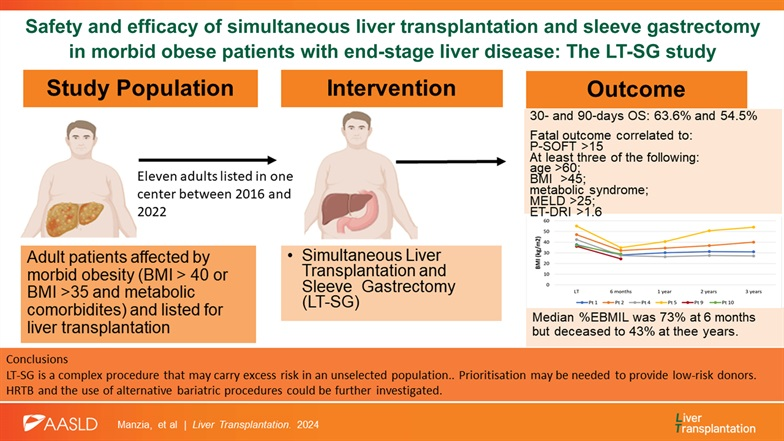 Safety and efficacy of simultaneous liver transplantation and sleeve gastrectomy
in morbid obese patients with end-stage liver disease: The LT-SG study
Study Population
Intervention
Outcome
Eleven adults listed in one
center between 2016 and
2022
30- and 90-days OS: 63.6% and 54.5%
Fatal outcome correlated to:
P-SOFT >15
At least three of the following:
age >60;
BMI >45;
metabolic syndrome;
MELD >25;
ET-DRI >1.6
Adult patients affected by
morbid obesity (BMI > 40 or
BMI >35 and metabolic
comorbidites) and listed for
liver transplantation
• Simultaneous Liver
Transplantation and
Sleeve Gastrectomy
(LT-SG)
BMI (kg/m2)
60
50
40
30
20
10
0
LT
6 months
1 year
2 years
3 years
Pt 1
Pt 2
Pt 4
Pt 5
Pt 9
Pt 10
Median %EBMIL was 73% at 6 months
but deceased to 43% at thee years.
Conclusions
LT-SG is a complex procedure that may carry excess risk in an unselected population.. Prioritisation may be needed to provide low-risk donors.
HRTB and the use of alternative bariatric procedures could be further investigated.
AASLD
Manzia, et al | Liver Transplantation. 2024
Liver
Transplantation